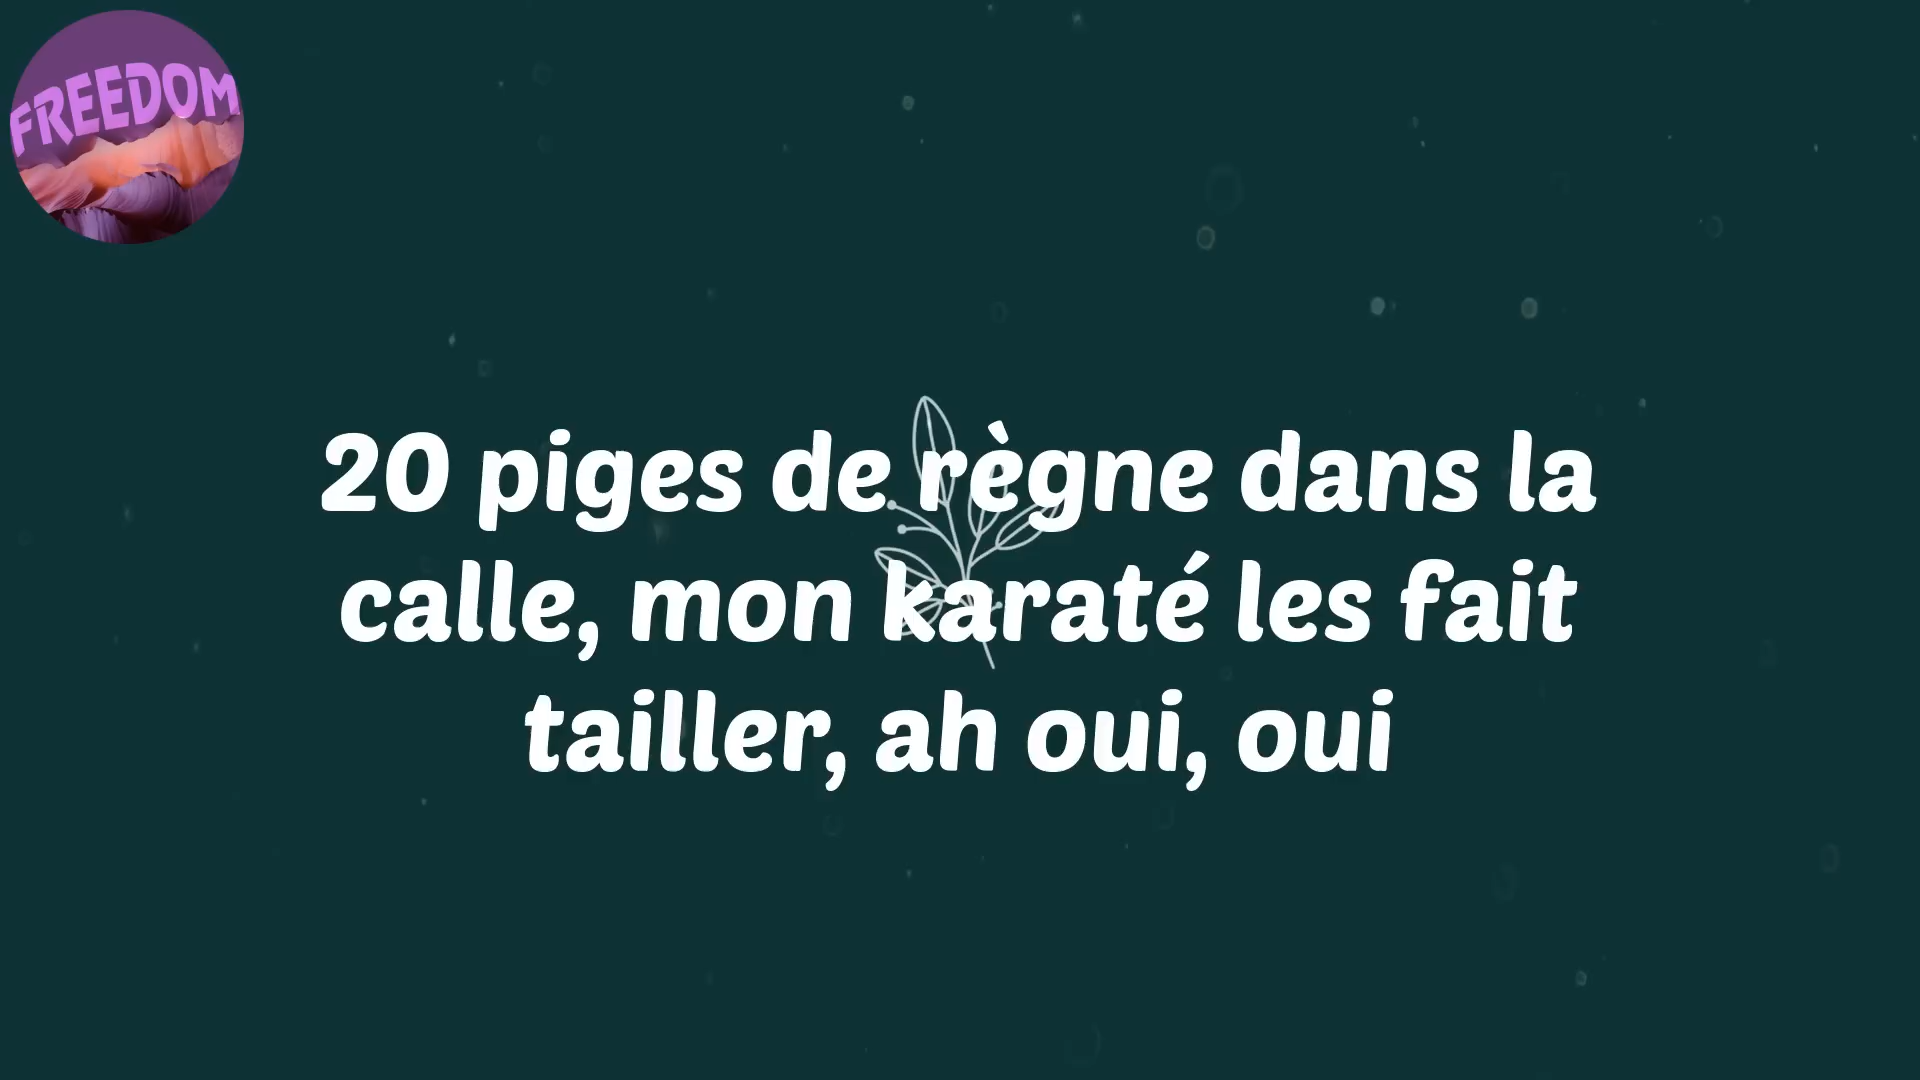 FREEDOM
20 piges de règne dans la
calle, mon karaté les fait
tailler, ah oui, oui